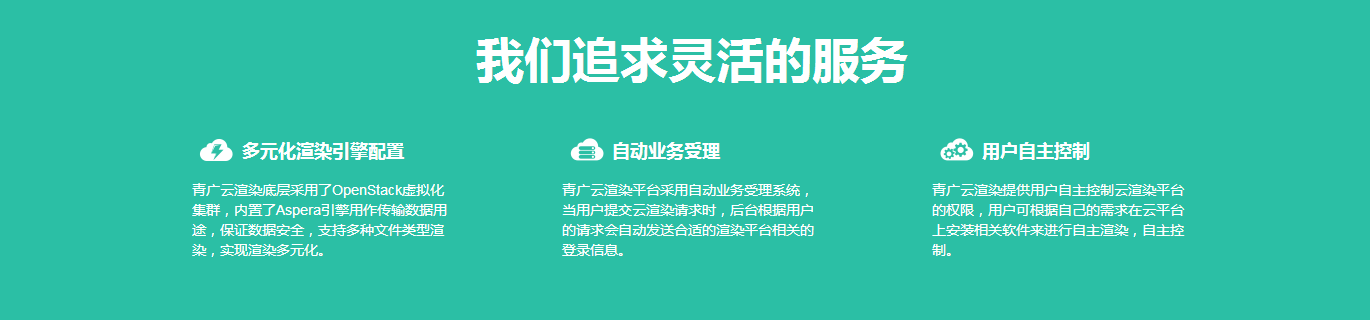 我们追求灵活的服务
多元化渲染引擎配置
青广云渲染底层采用了OpenStack虚拟化
集群，内置了Aspera引擎用作传输数据用
途，保证数据安全，支持多种文件类型渲
染，实现渲染多元化。
自动业务受理
青广云渲染平台采用自动业务受理系统，
当用户提交云渲染请求时，后台根据用户
的请求会自动发送合适的渲染平台相关的
登录信息。
用户自主控制
青广云渲染提供用户自主控制云渲染平台
的权限，用户可根据自己的需求在云平台
上安装相关软件来进行自主渲染，自主控
制。